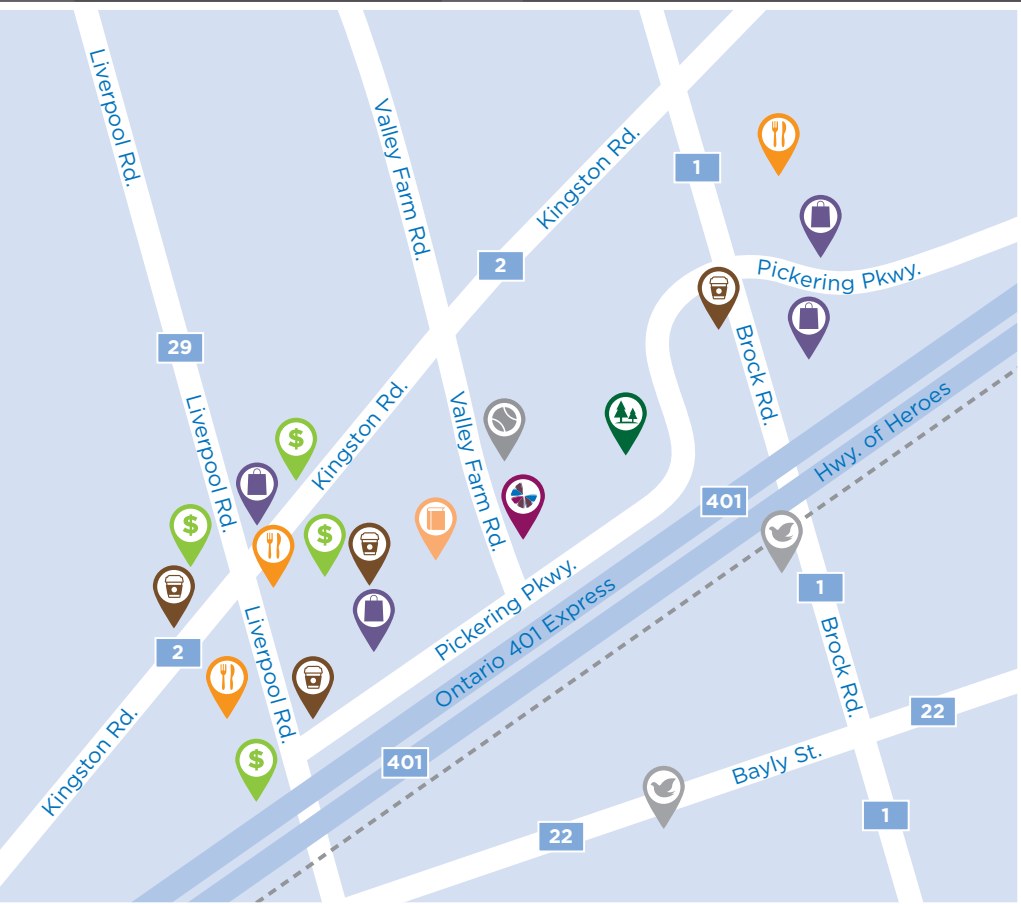 Liverpool Rd.
Valley Farm Rd.
Kingston Rd.
1
2
Pickering Pkwy.
29
Brock Rd.
Liverpool Rd.
Kingston Rd.
Valley Farm Rd.
Hwy. of Heroes
$
401
$
$
Pickering Pkwy.
Ontario 401 Express
1
2
Liverpool Rd.
Brock Rd.
Kingston Rd.
22
$
401
Bayly St.
22
1